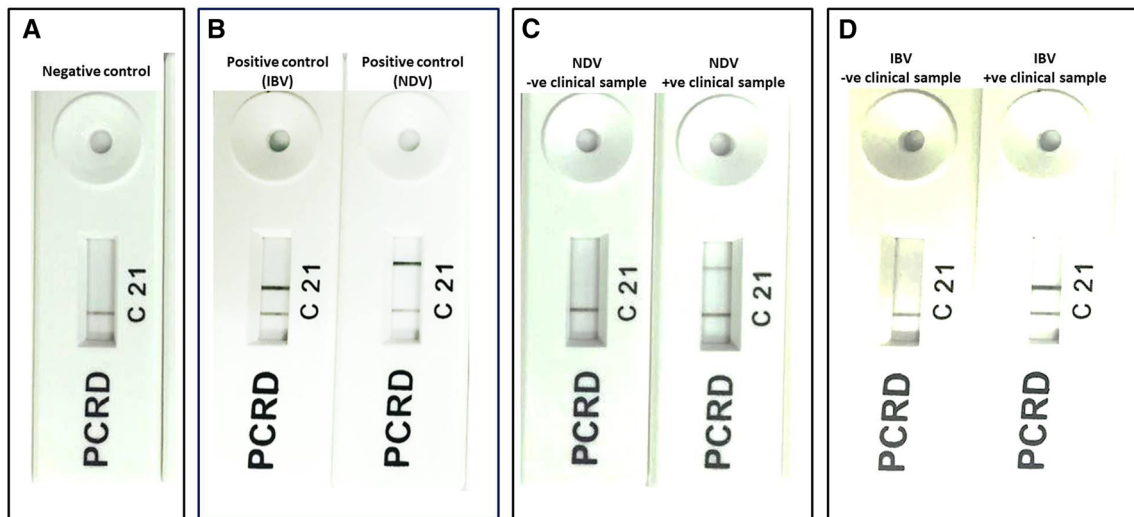 A
Negative control
C 21
PCRD
B
Positive control
(IBV)
Positive control
(NDV)
C 21
C 21
PCRD
PCRD
C
NDV
-ve clinical sample
NDV
+ve clinical sample
C 21
C 21
PCRD
PCRD
D
IBV
-ve clinical sample
IBV
+ve clinical sample
C 21
C 21
PCRD
PCRD